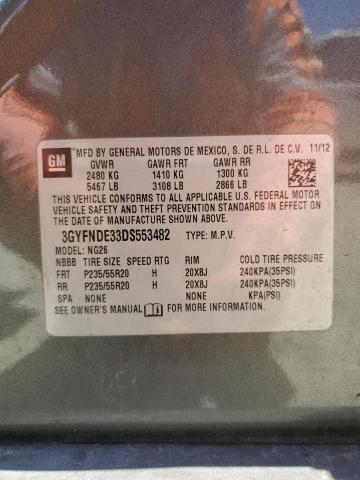 GM
MFD BY GENERAL MOTORS DE MEXICO, S. DE R.L. DE C.V. 11/12
GVWR GAWR FRT GAWR RR
2480 KG 1410 KG 1300 KG
5467 LB 3108 LB 2866 LB
THIS VEHICLE CONFORMS TO ALL APPLICABLE U.S. FEDERAL MOTOR
VEHICLE SAFETY AND THEFT PREVENTION STANDARDS IN EFFECT ON
THE DATE OF MANUFACTURE SHOWN ABOVE.
3GYFNDE33DS553482 TYPE: M.P.V.
MODEL: NG26
NBBB TIRE SIZE SPEED RTG RIM COLD TIRE PRESSURE
FRT P235/55R20 H 20X8J 240KPA(35PSI)
RR P235/55R20 H 20X8J 240KPA(35PSI)
SPA NONE NONE KPA(PSI)
SEE OWNER'S MANUAL FOR MORE INFORMATION.